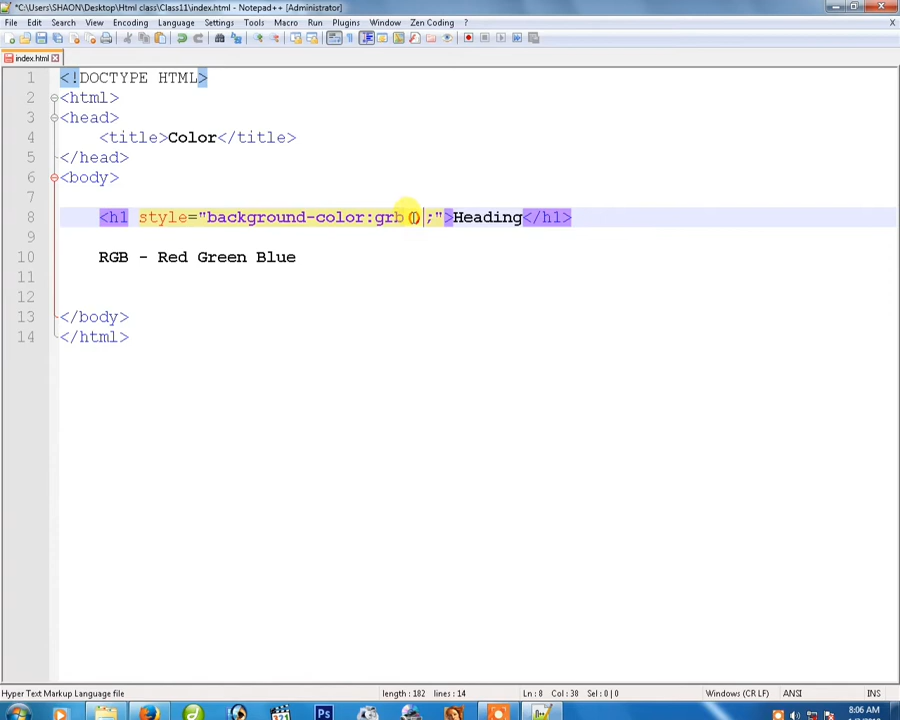 *C:\Users\SHAON\Desktop\Html class\Class11\index.html - Notepad++ [Administrator]
File Edit Search View Encoding Language Settings Tools Macro Run Plugins Window Zen Coding ? X
index.html
1 <!DOCTYPE HTML>
2 <html>
3 <head>
4 <title>Color</title>
5 </head>
6 <body>
7
8 <h1 style="background-color:grb();">Heading</h1>
9
10 RGB - Red Green Blue
11
12
13 </body>
14 </html>
Hyper Text Markup Language file length : 182 lines : 14 Ln : 8 Col : 38 Sel : 0 | 0 Windows (CR LF) ANSI INS
Ps 8:06 AM